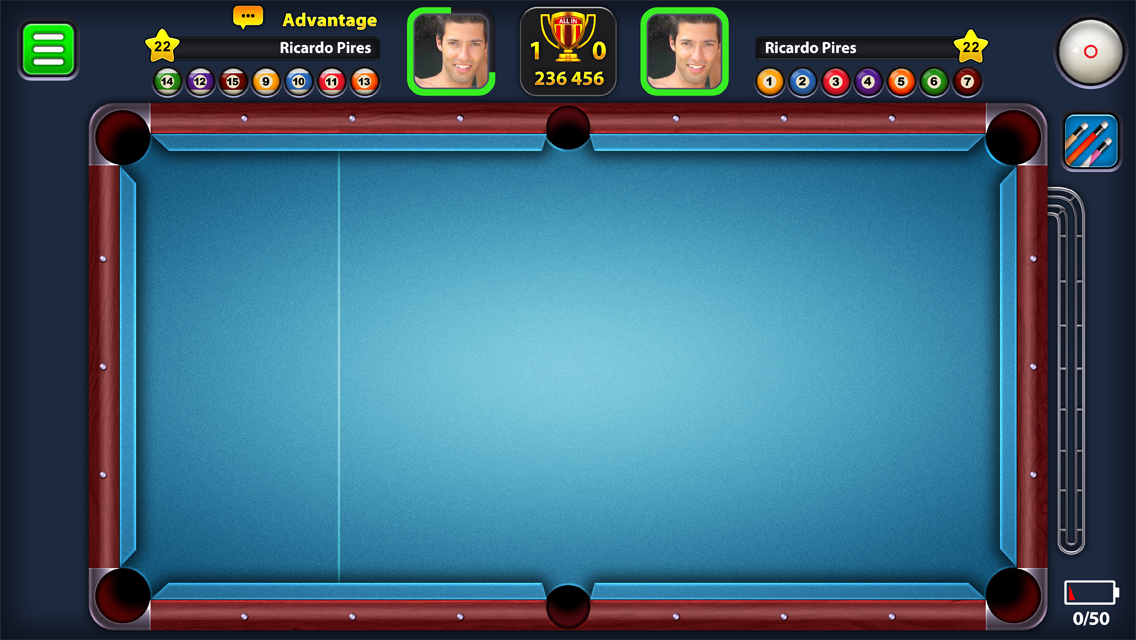 Advantage
22 Ricardo Pires
14 12 15 9 10 11 13
ALL IN
1 0
236 456
Ricardo Pires 22
1 2 3 4 5 6 7
0/50